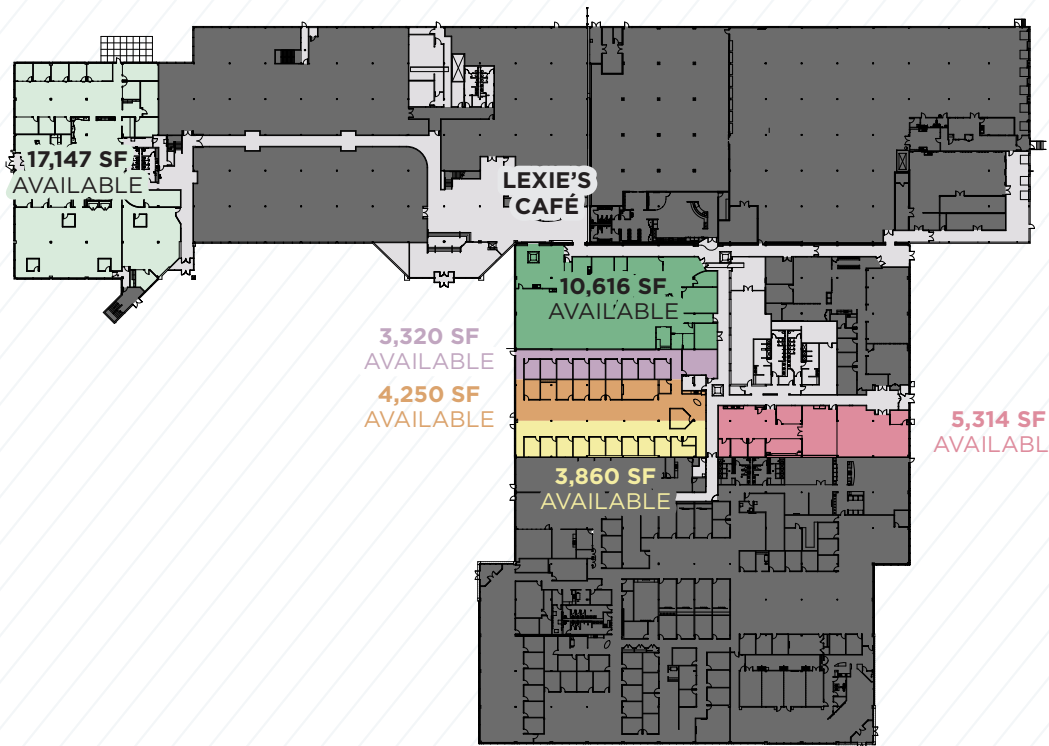 17,147 SF
AVAILABLE
LEXIE'S
CAFÉ
10,616 SF
AVAILABLE
3,320 SF
AVAILABLE
4,250 SF
AVAILABLE
5,314 SF
AVAILABL
3,860 SF
AVAILABLE